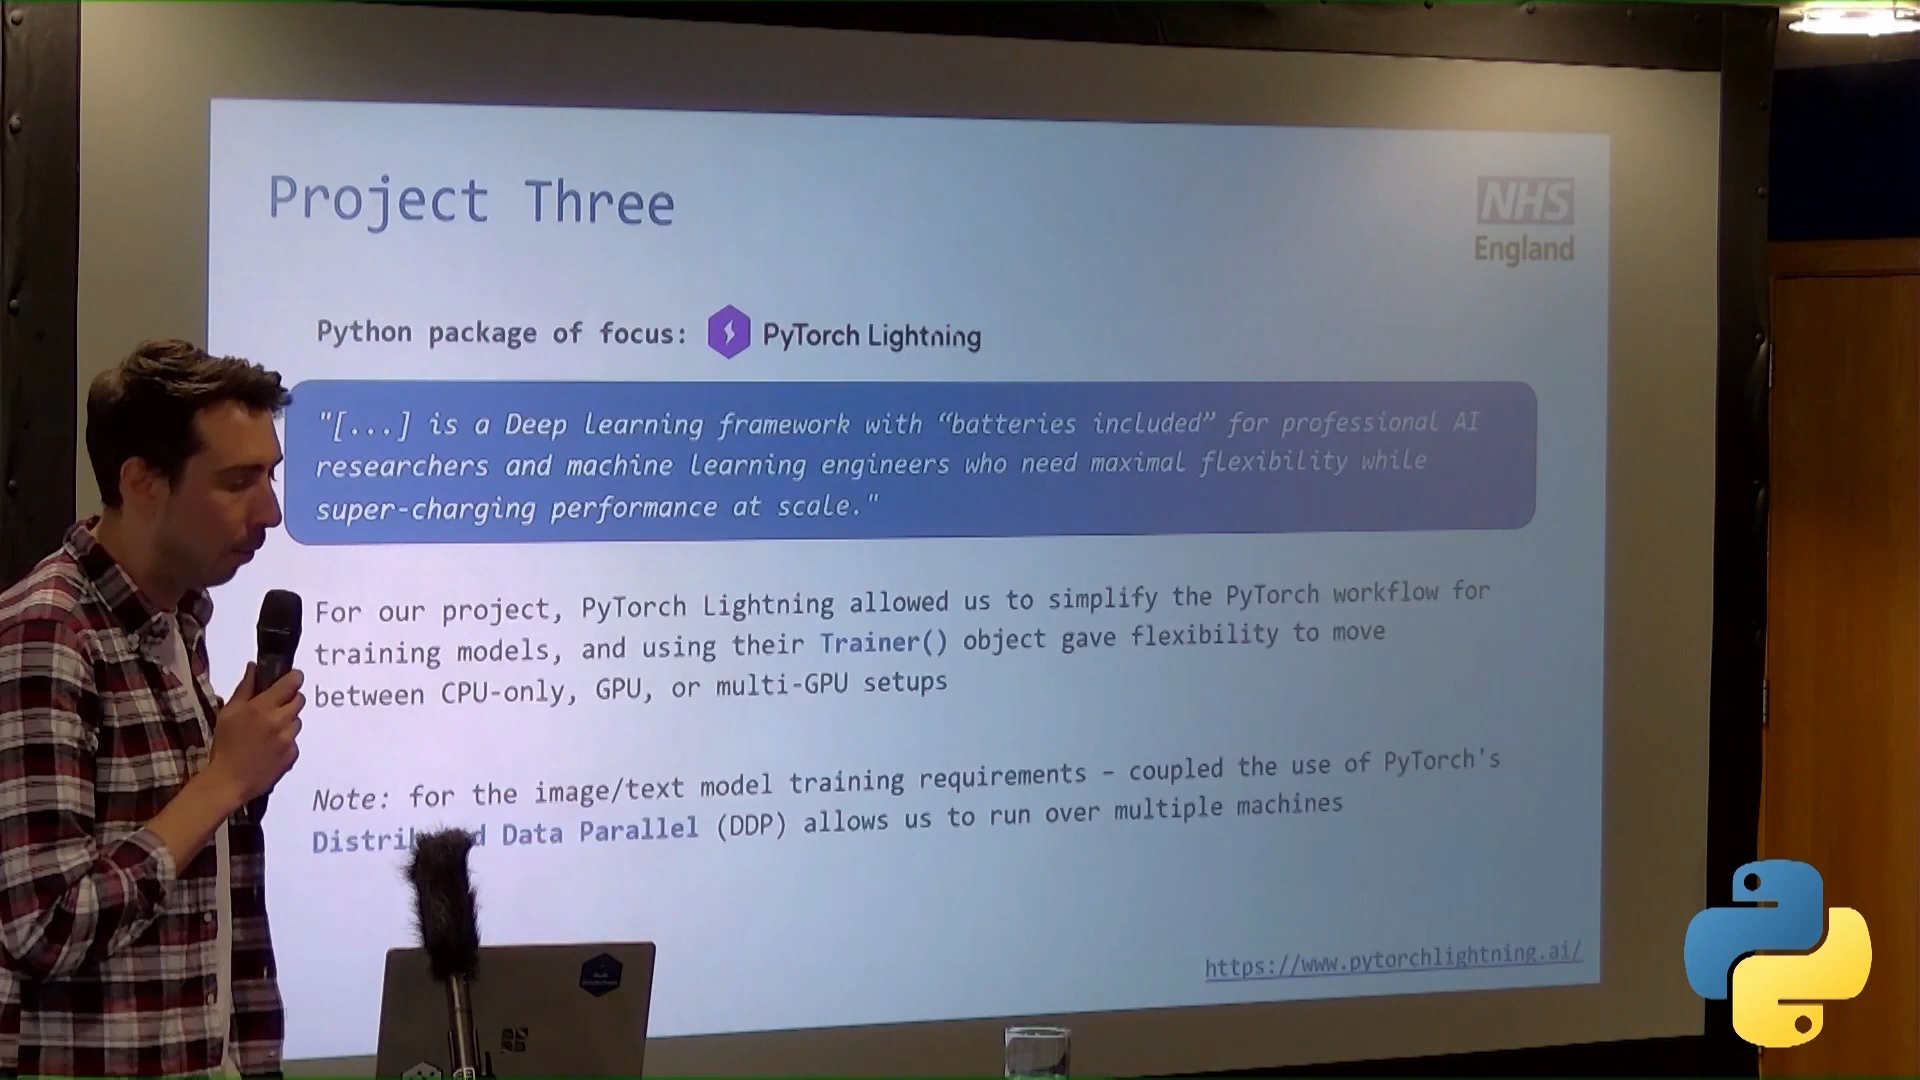 Project Three
NHS
England
Python package of focus: PyTorch Lightning
"[...] is a Deep Learning framework with “batteries included” for professional AI
researchers and machine learning engineers who need maximal flexibility while
super-charging performance at scale."
For our project, PyTorch Lightning allowed us to simplify the PyTorch workflow for
training models, and using their Trainer() object gave flexibility to move
between CPU-only, GPU, or multi-GPU setups
Note: for the image/text model training requirements – coupled the use of PyTorch's
Data Parallel (DDP) allows us to run over multiple machines
https://www.pytorchlightning.ai/